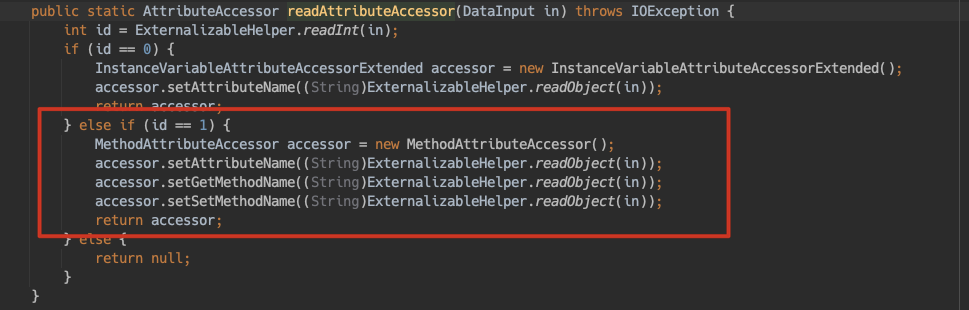 public static AttributeAccessor readAttributeAccessor(DataInput in) throws IOException {
int id = ExternalizableHelper.readInt(in);
if (id == 0) {
InstanceVariableAttributeAccessorExtended accessor = new InstanceVariableAttributeAccessorExtended();
accessor.setAttributeName((String)ExternalizableHelper.readObject(in));
return accessor;
} else if (id == 1) {
MethodAttributeAccessor accessor = new MethodAttributeAccessor();
accessor.setAttributeName((String)ExternalizableHelper.readObject(in));
accessor.setGetMethodName((String)ExternalizableHelper.readObject(in));
accessor.setSetMethodName((String)ExternalizableHelper.readObject(in));
return accessor;
} else {
return null;
}
}